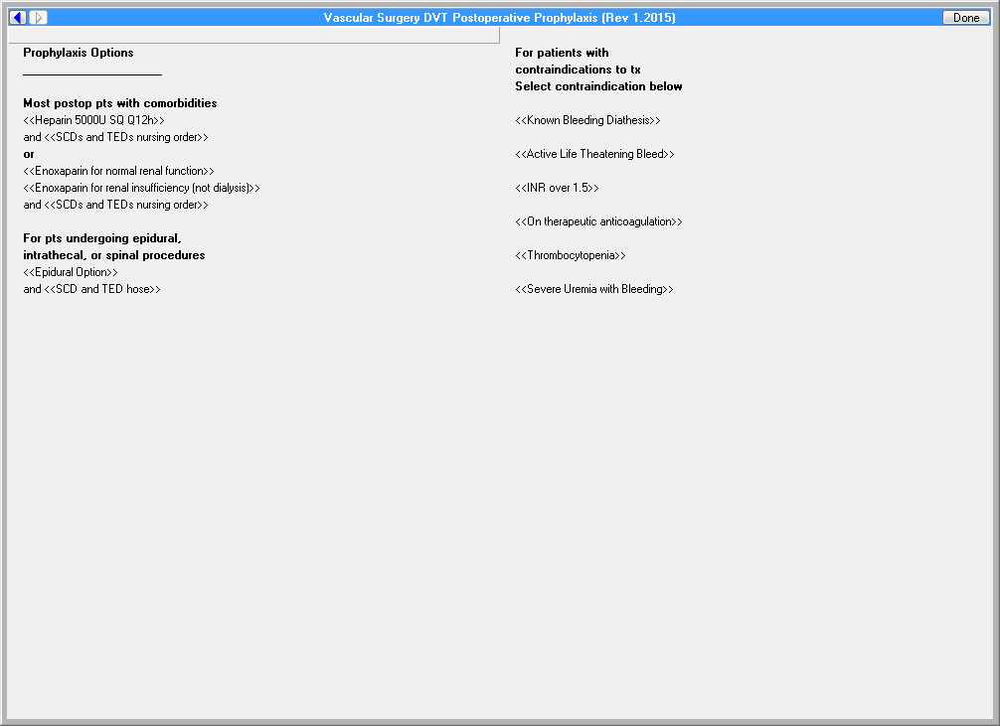 Vascular Surgery DVT Postoperative Prophylaxis (Rev 1.2015)
Done
Prophylaxis Options
Most postop pts with comorbidities
<<Heparin 5000U SQ Q12h>>
and <<SCDs and TEDs nursing order>>
or
<<Enoxaparin for normal renal function>>
<<Enoxaparin for renal insufficiency (not dialysis)>>
and <<SCDs and TEDs nursing order>>
For pts undergoing epidural,
intrathecal, or spinal procedures
<<Epidural Option>>
and <<SCD and TED hose>>
For patients with
contraindications to tx
Select contraindication below
<<Known Bleeding Diathesis>>
<<Active Life Theatening Bleed>>
<<INR over 1.5>>
<<On therapeutic anticoagulation>>
<<Thrombocytopenia>>
<<Severe Uremia with Bleeding>>